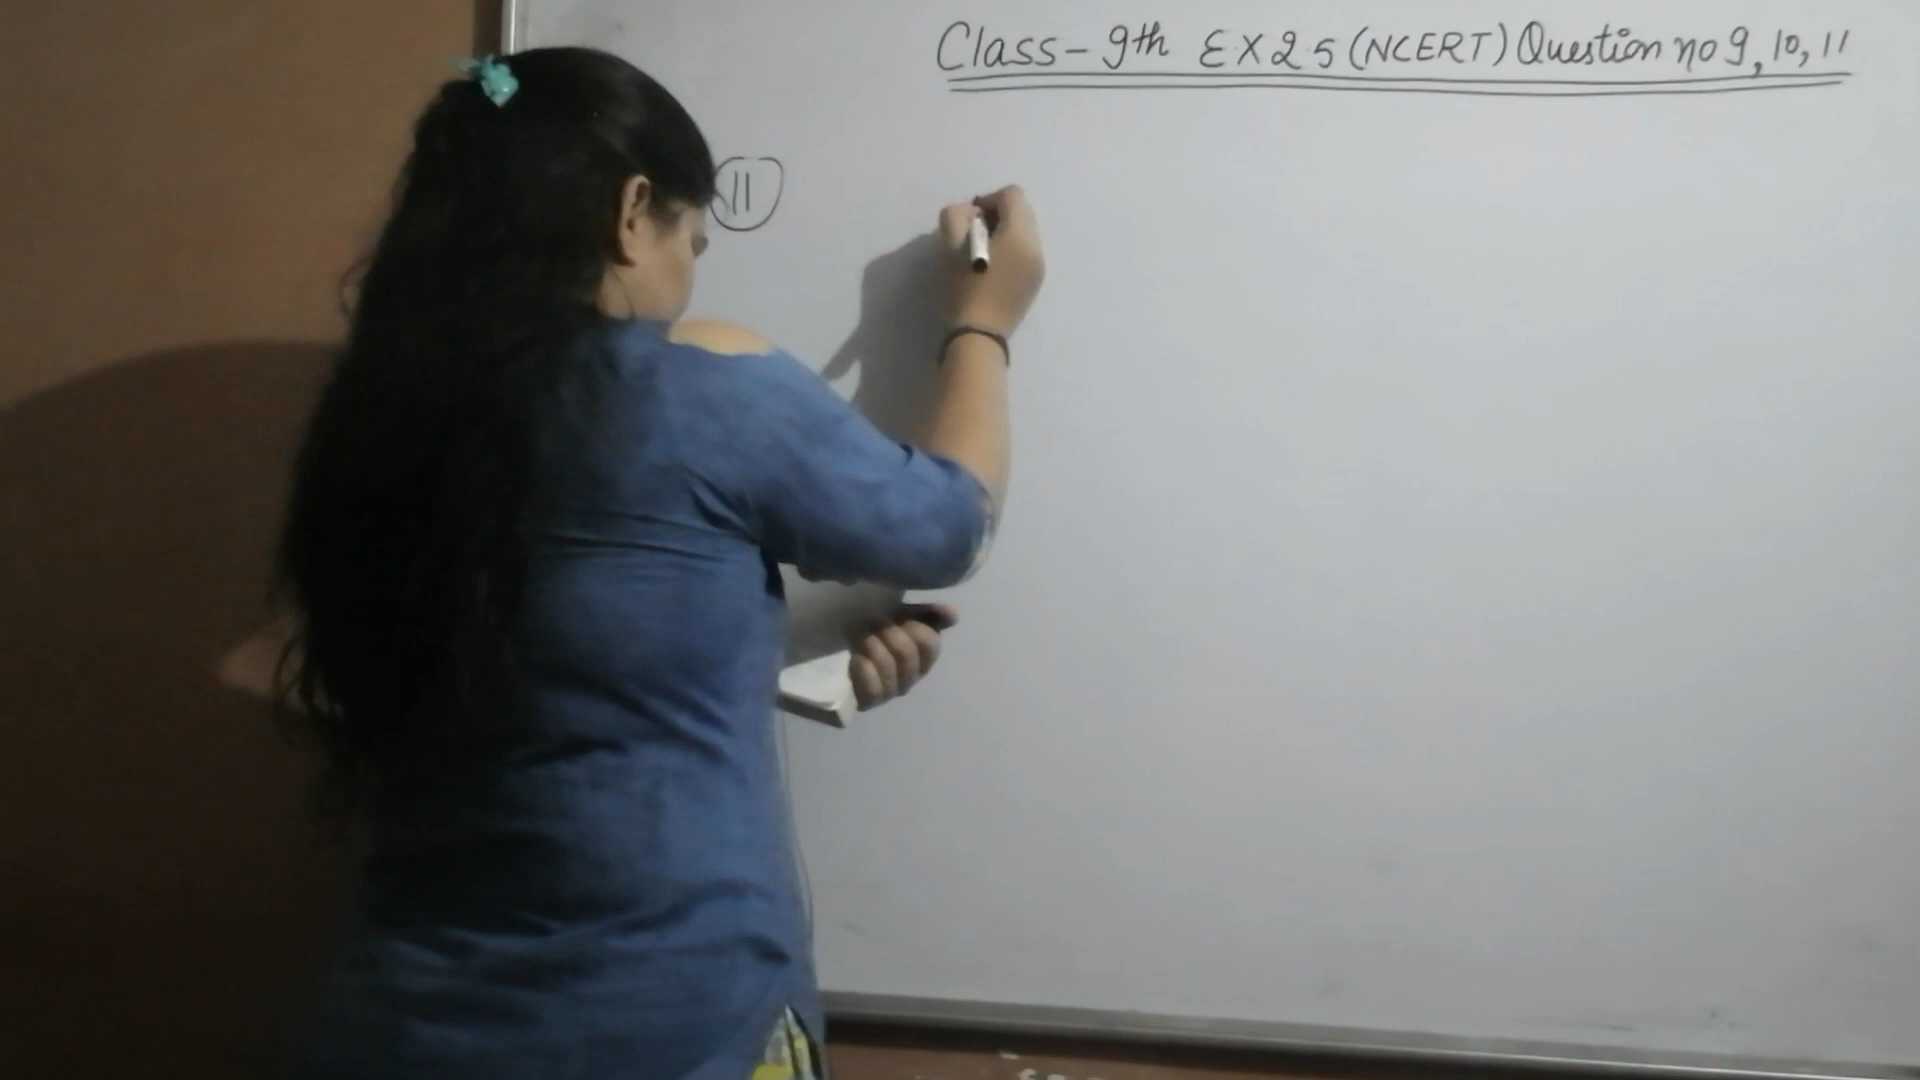 Class - 9th EX 2.5 (NCERT) Question no 9, 10, 11
11